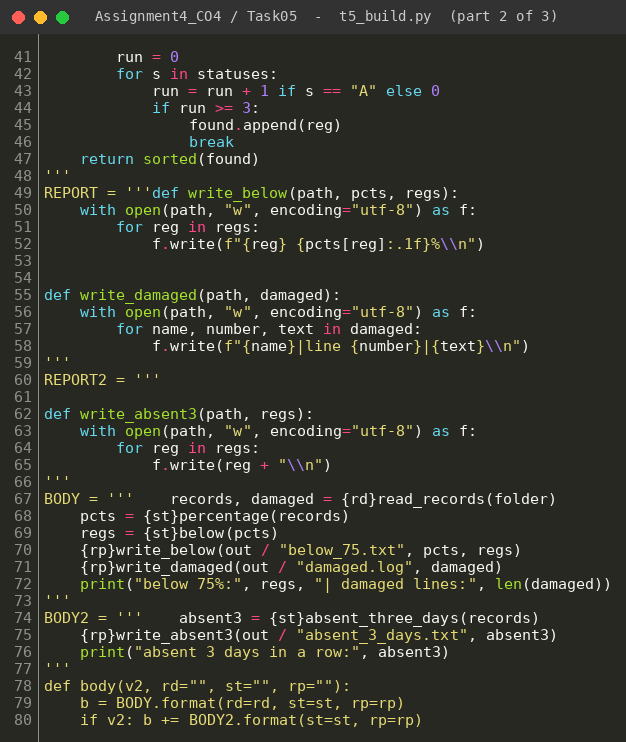 Assignment4_CO4 / Task05  -  t5_build.py  (part 2 of 3)
41         run = 0
42         for s in statuses:
43             run = run + 1 if s == "A" else 0
44             if run >= 3:
45                 found.append(reg)
46                 break
47     return sorted(found)
48 '''
49 REPORT = '''def write_below(path, pcts, regs):
50     with open(path, "w", encoding="utf-8") as f:
51         for reg in regs:
52             f.write(f"{reg} {pcts[reg]:.1f}%\\n")
53
54
55 def write_damaged(path, damaged):
56     with open(path, "w", encoding="utf-8") as f:
57         for name, number, text in damaged:
58             f.write(f"{name}|line {number}|{text}\\n")
59 '''
60 REPORT2 = '''
61
62 def write_absent3(path, regs):
63     with open(path, "w", encoding="utf-8") as f:
64         for reg in regs:
65             f.write(reg + "\\n")
66 '''
67 BODY = '''    records, damaged = {rd}read_records(folder)
68     pcts = {st}percentage(records)
69     regs = {st}below(pcts)
70     {rp}write_below(out / "below_75.txt", pcts, regs)
71     {rp}write_damaged(out / "damaged.log", damaged)
72     print("below 75%:", regs, "| damaged lines:", len(damaged))
73 '''
74 BODY2 = '''    absent3 = {st}absent_three_days(records)
75     {rp}write_absent3(out / "absent_3_days.txt", absent3)
76     print("absent 3 days in a row:", absent3)
77 '''
78 def body(v2, rd="", st="", rp=""):
79     b = BODY.format(rd=rd, st=st, rp=rp)
80     if v2: b += BODY2.format(st=st, rp=rp)